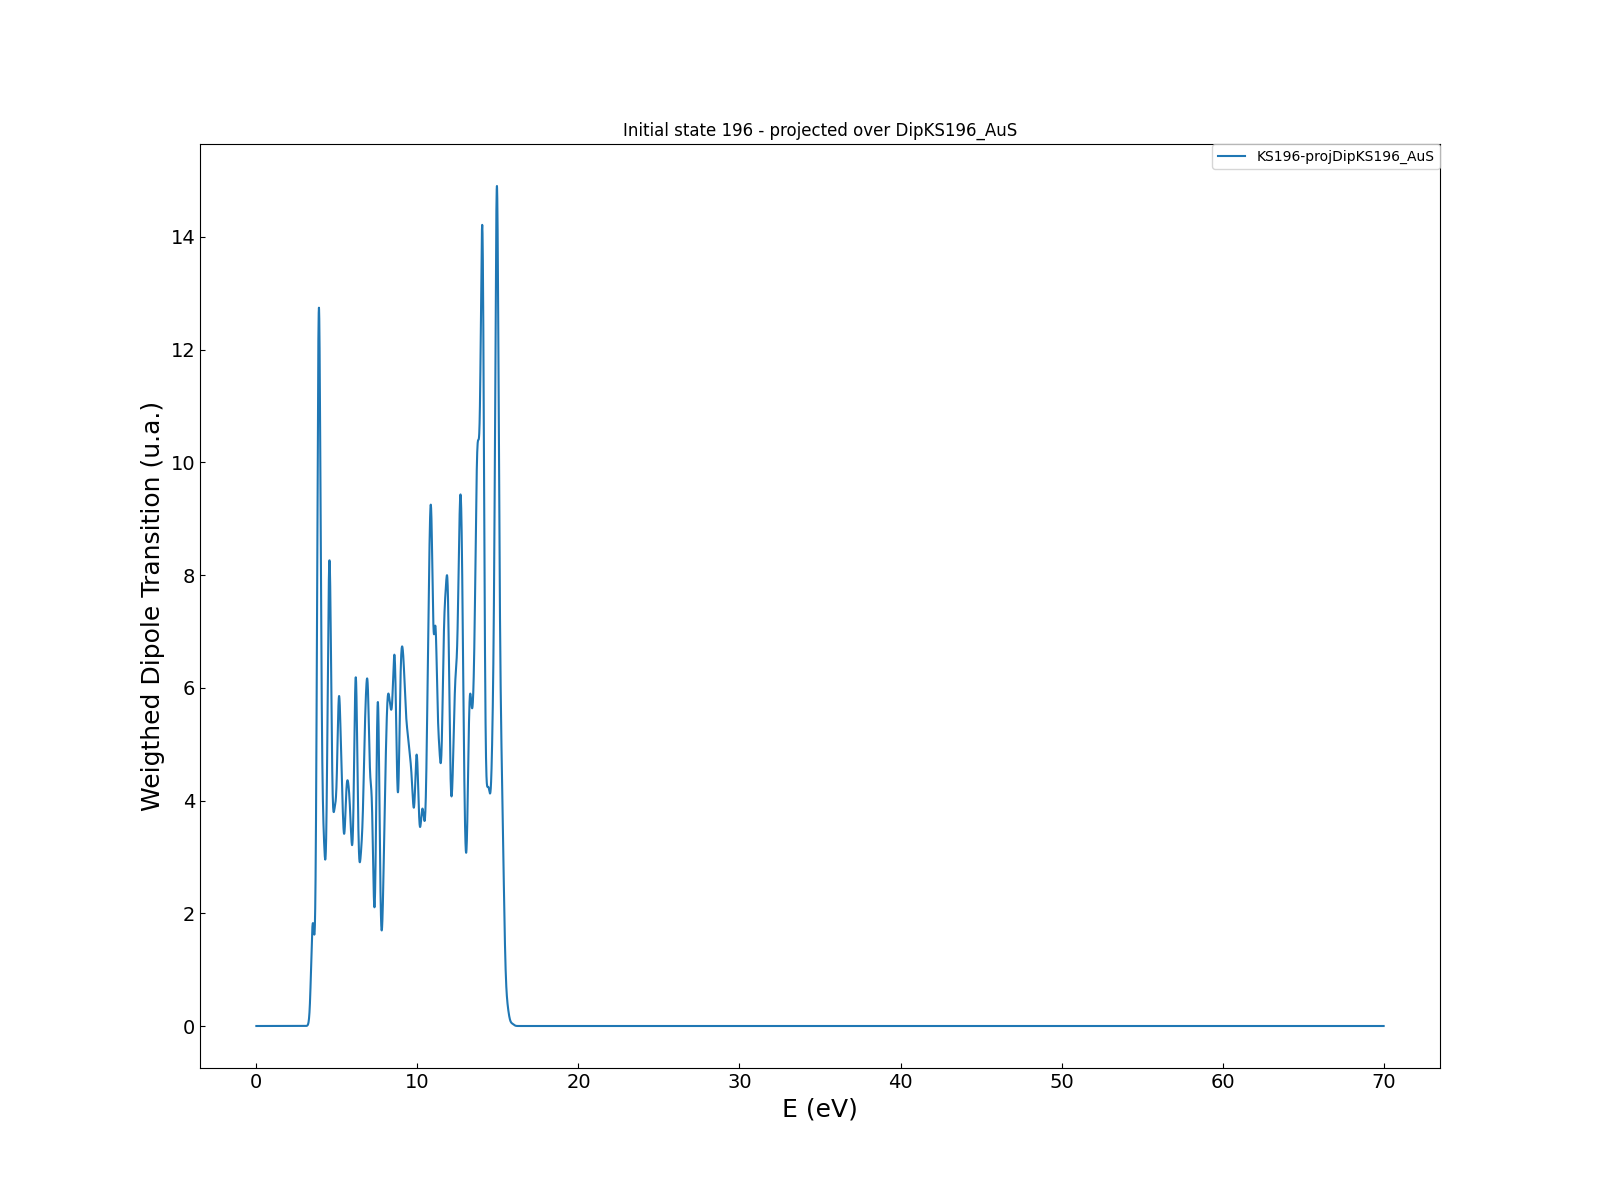 Initial state 196 - projected over DipKS196_AuS
KS196-projDipKS196_AuS
14
12
10
8
6
4
2
0
Weigthed Dipole Transition (u.a.)
0 10 20 30 40 50 60 70
E (eV)